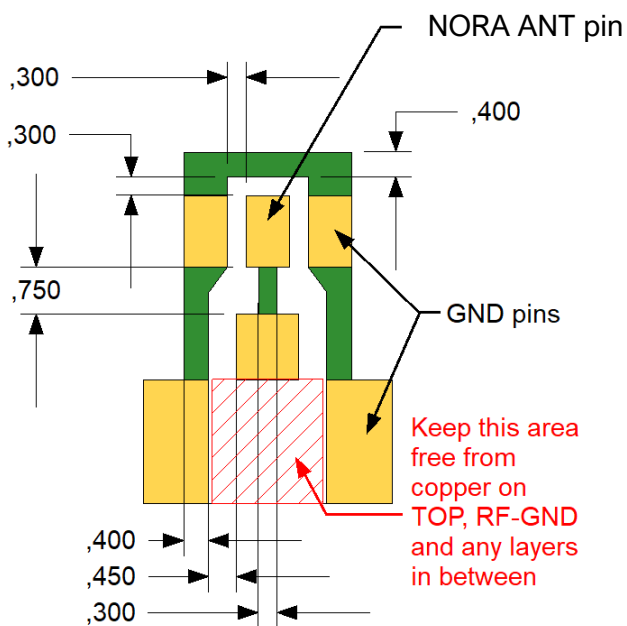 NORA ANT pin
,300
,400
,300
,750
GND pins
Keep this area
free from
copper on
TOP, RF-GND
and any layers
in between
,400
,450
,300